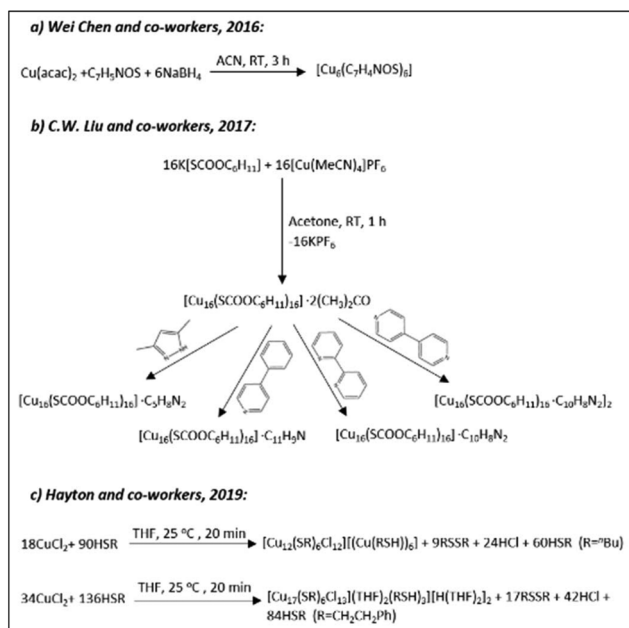 a) Wei Chen and co-workers, 2016:
Cu(acac)₂ +C₇H₅NOS + 6NaBH₄ ACN, RT, 3 h [Cu₆(C₇H₄NOS)₆]
b) C.W. Liu and co-workers, 2017:
16K[SCOOC₆H₁₁] + 16[Cu(MeCN)₄]PF₆
Acetone, RT, 1 h
-16KPF₆
[Cu₁₆(SCOOC₆H₁₁)₁₆]·2(CH₃)₂CO
[Cu₁₆(SCOOC₆H₁₁)₁₆]·C₅H₈N₂
[Cu₁₆(SCOOC₆H₁₁)₁₆·C₁₀H₈N₂]₂
[Cu₁₆(SCOOC₆H₁₁)₁₆]·C₁₁H₉N
[Cu₁₆(SCOOC₆H₁₁)₁₆]·C₁₀H₈N₂
c) Hayton and co-workers, 2019:
18CuCl₂+ 90HSR THF, 25 °C , 20 min [Cu₁₂(SR)₆Cl₁₂][(Cu(RSH))₆] + 9RSSR + 24HCl + 60HSR (R=ⁿBu)
34CuCl₂+ 136HSR THF, 25 °C , 20 min [Cu₁₇(SR)₆Cl₁₃](THF)₂(RSH)₃][H(THF)₂]₂ + 17RSSR + 42HCl +
84HSR (R=CH₂CH₂Ph)